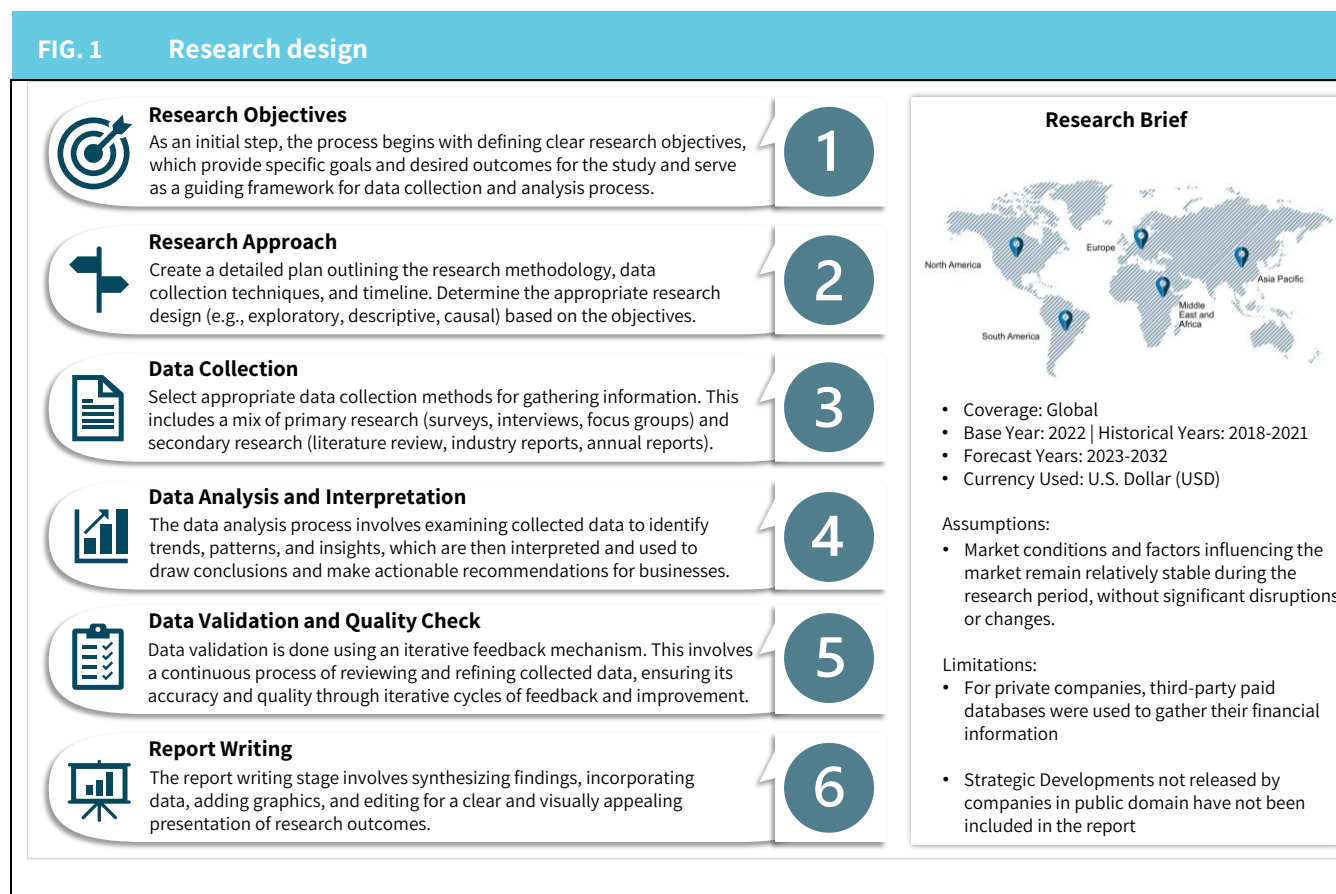 FIG. 1 Research design
Research Objectives
As an initial step, the process begins with defining clear research objectives,
which provide specific goals and desired outcomes for the study and serve
as a guiding framework for data collection and analysis process.
1
Research Approach
Create a detailed plan outlining the research methodology, data
collection techniques, and timeline. Determine the appropriate research
design (e.g., exploratory, descriptive, causal) based on the objectives.
2
Data Collection
Select appropriate data collection methods for gathering information. This
includes a mix of primary research (surveys, interviews, focus groups) and
secondary research (literature review, industry reports, annual reports).
3
Data Analysis and Interpretation
The data analysis process involves examining collected data to identify
trends, patterns, and insights, which are then interpreted and used to
draw conclusions and make actionable recommendations for businesses.
4
Data Validation and Quality Check
Data validation is done using an iterative feedback mechanism. This involves
a continuous process of reviewing and refining collected data, ensuring its
accuracy and quality through iterative cycles of feedback and improvement.
5
Report Writing
The report writing stage involves synthesizing findings, incorporating
data, adding graphics, and editing for a clear and visually appealing
presentation of research outcomes.
6
Research Brief
North America
Europe
Asia Pacific
Middle
East and
Africa
South America
• Coverage: Global
• Base Year: 2022 | Historical Years: 2018-2021
• Forecast Years: 2023-2032
• Currency Used: U.S. Dollar (USD)
Assumptions:
• Market conditions and factors influencing the
market remain relatively stable during the
research period, without significant disruptions
or changes.
Limitations:
• For private companies, third-party paid
databases were used to gather their financial
information
• Strategic Developments not released by
companies in public domain have not been
included in the report